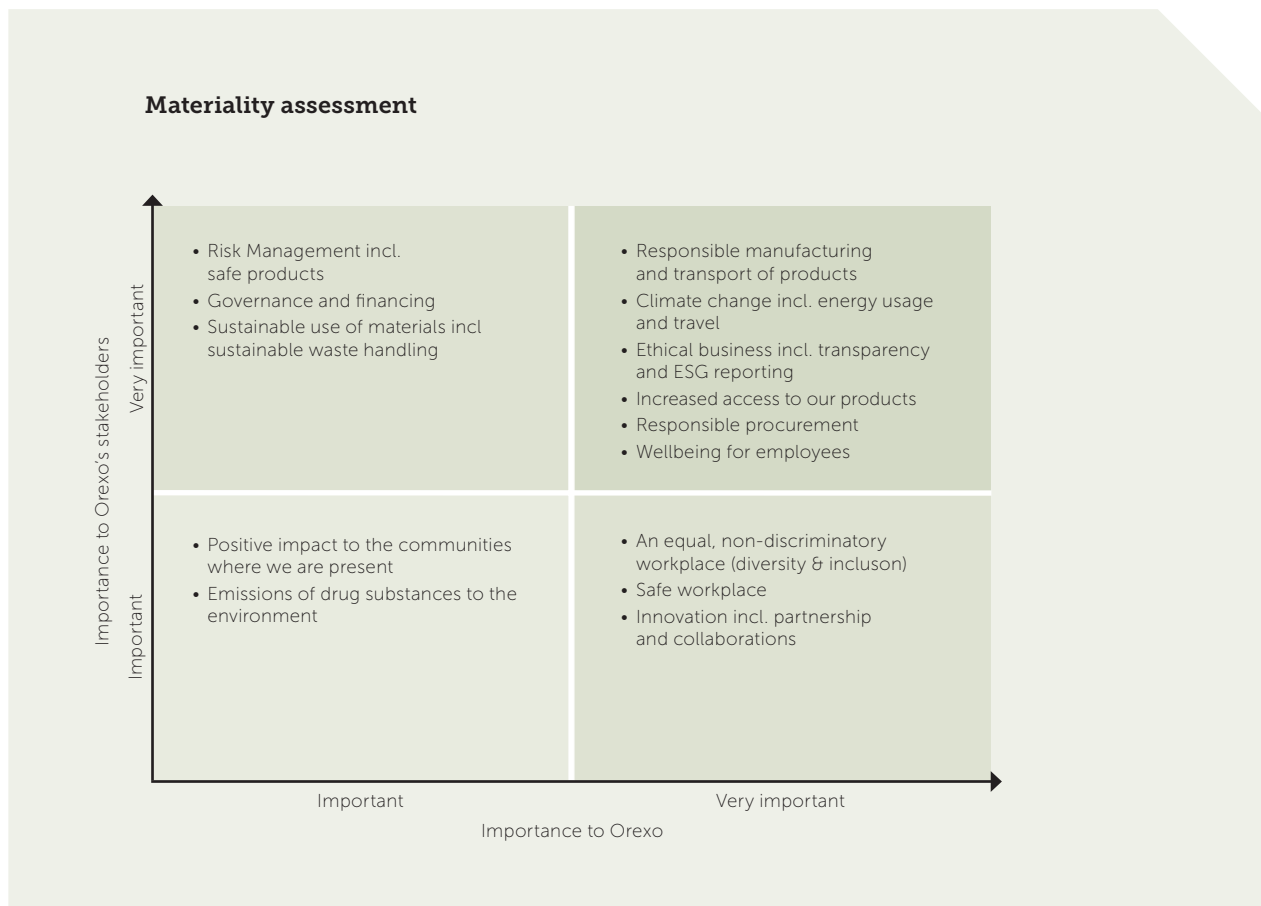 Materiality assessment
Importance to Orexo's stakeholders
Very important
• Risk Management incl.
safe products
• Governance and financing
• Sustainable use of materials incl
sustainable waste handling
• Responsible manufacturing
and transport of products
• Climate change incl. energy usage
and travel
• Ethical business incl. transparency
and ESG reporting
• Increased access to our products
• Responsible procurement
• Wellbeing for employees
Important
• Positive impact to the communities
where we are present
• Emissions of drug substances to the
environment
• An equal, non-discriminatory
workplace (diversity & incluson)
• Safe workplace
• Innovation incl. partnership
and collaborations
Important
Very important
Importance to Orexo